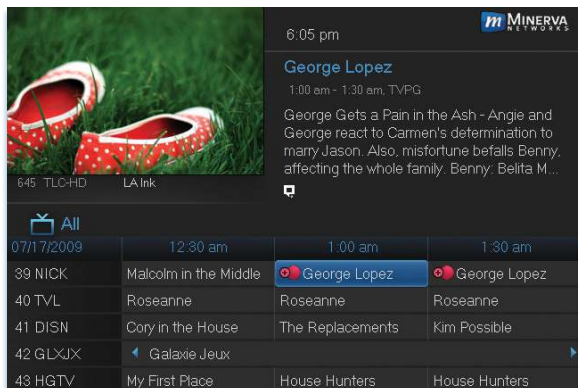 6:05 pm
m MINERVA
NETWORKS
George Lopez
1:00 am - 1:30 am, TVPG
George Gets a Pain in the Ash - Angie and
George react to Carmen's determination to
marry Jason. Also, misfortune befalls Benny,
affecting the whole family. Benny: Belita M...
645 TLC-HD LA Ink
All
07/17/2009 12:30 am 1:00 am 1:30 am
39 NICK Malcolm in the Middle George Lopez George Lopez
40 TVL Roseanne Roseanne Roseanne
41 DISN Cory in the House The Replacements Kim Possible
42 GLXJX Galaxie Jeux
43 HGTV My First Place House Hunters House Hunters